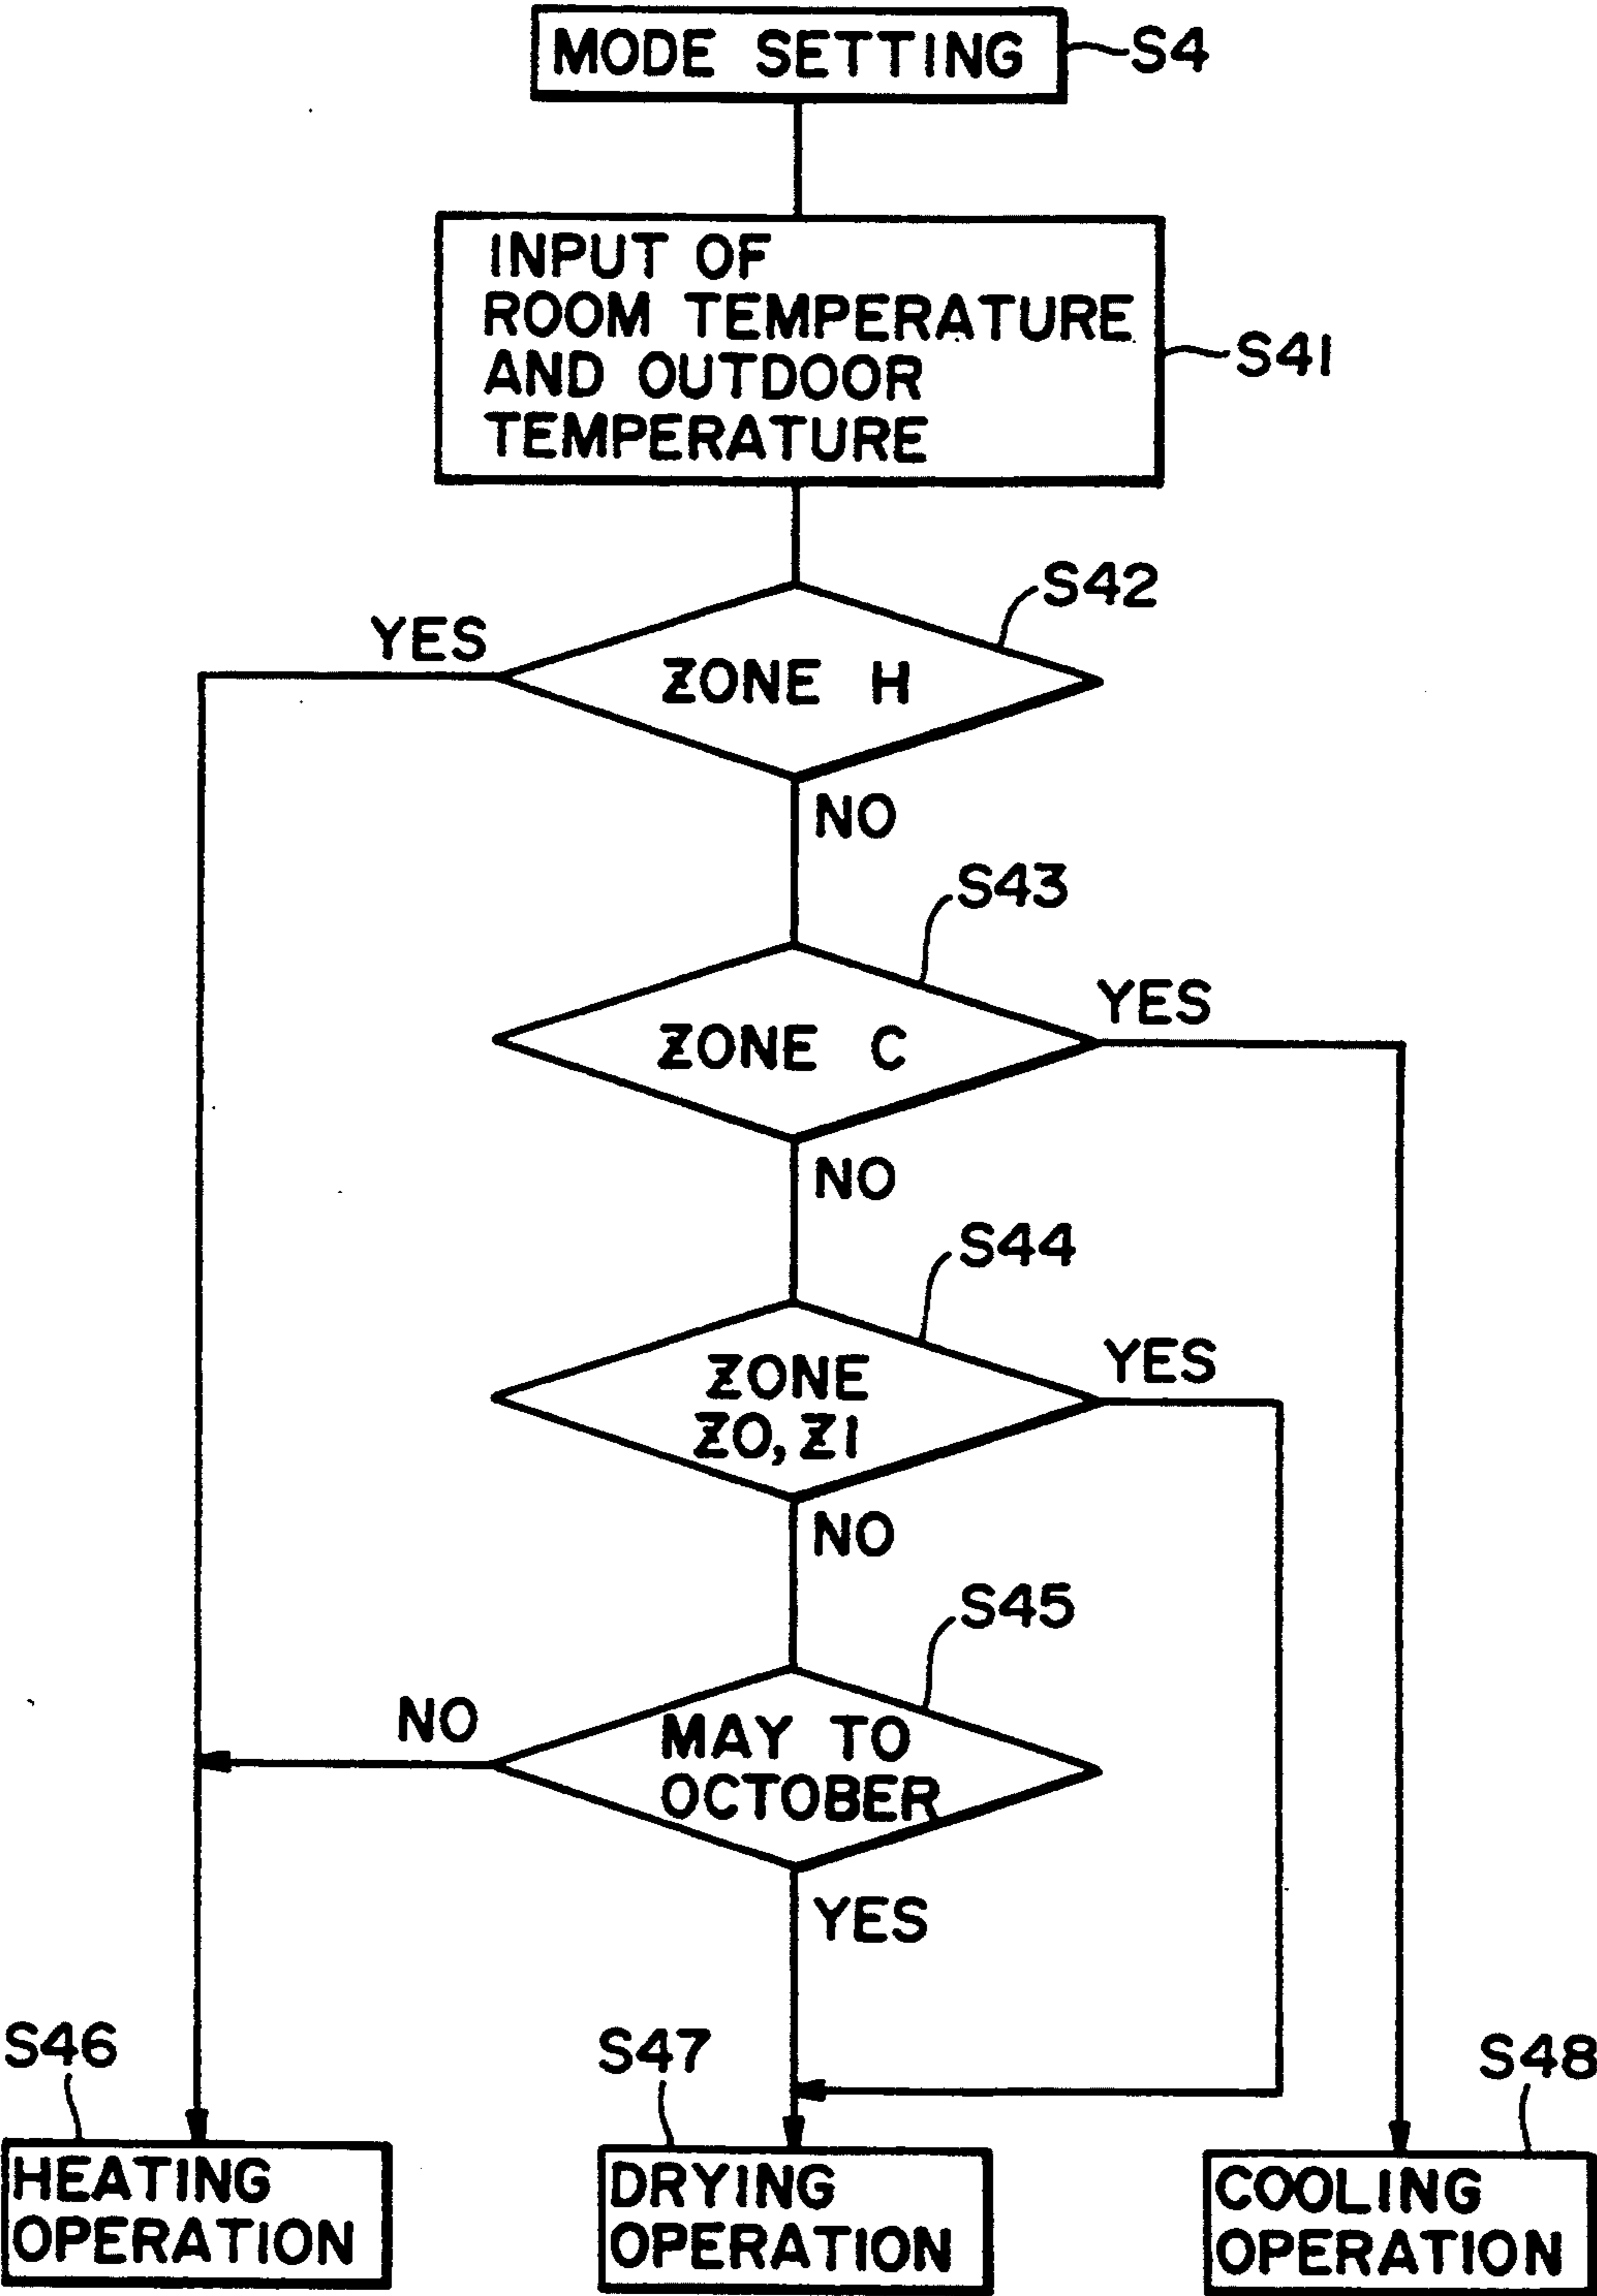 MODE SETTING
S4
INPUT OF
ROOM TEMPERATURE
AND OUTDOOR
TEMPERATURE
S41
S42
YES
ZONE H
NO
S43
ZONE C
YES
NO
S44
ZONE
Z0, Z1
YES
NO
S45
MAY TO
OCTOBER
NO
YES
S46
HEATING
OPERATION
S47
DRYING
OPERATION
S48
COOLING
OPERATION